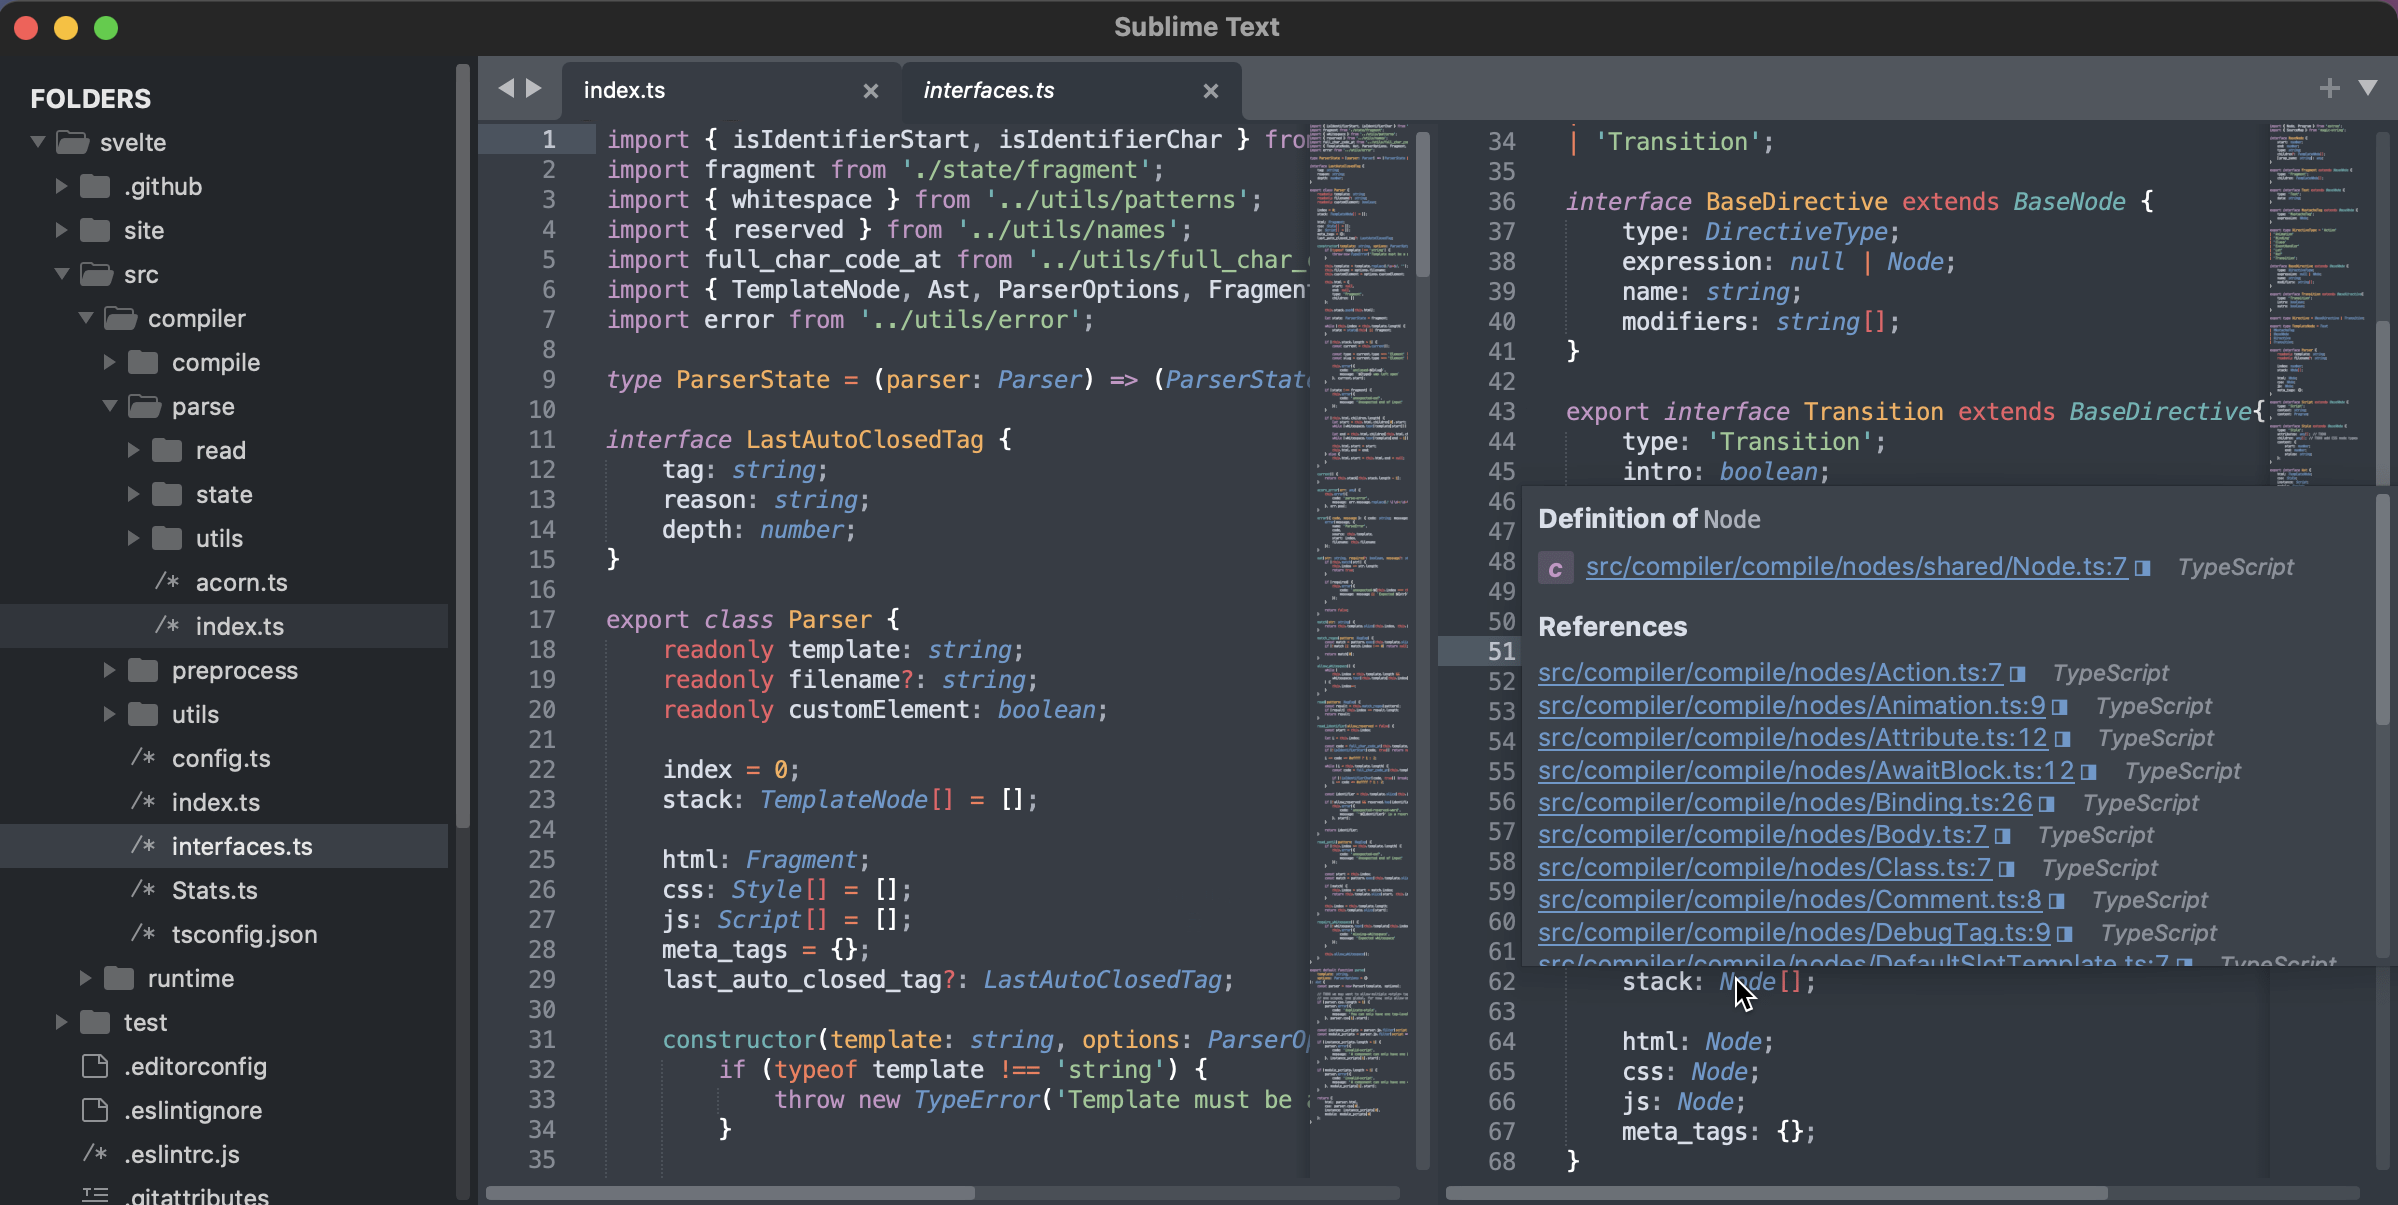 Sublime Text
FOLDERS
svelte
.github
site
src
compiler
compile
parse
read
state
utils
/* acorn.ts
/* index.ts
preprocess
utils
/* config.ts
/* index.ts
/* interfaces.ts
/* Stats.ts
/* tsconfig.json
runtime
test
.editorconfig
.eslintignore
/* .eslintrc.js
.gitattributes
index.ts
interfaces.ts
1 import { isIdentifierStart, isIdentifierChar } fro
2 import fragment from './state/fragment';
3 import { whitespace } from '../utils/patterns';
4 import { reserved } from '../utils/names';
5 import full_char_code_at from '../utils/full_char_
6 import { TemplateNode, Ast, ParserOptions, Fragmen
7 import error from '../utils/error';
8
9 type ParserState = (parser: Parser) => (ParserStat
10
11 interface LastAutoClosedTag {
12 tag: string;
13 reason: string;
14 depth: number;
15 }
16
17 export class Parser {
18 readonly template: string;
19 readonly filename?: string;
20 readonly customElement: boolean;
21
22 index = 0;
23 stack: TemplateNode[] = [];
24
25 html: Fragment;
26 css: Style[] = [];
27 js: Script[] = [];
28 meta_tags = {};
29 last_auto_closed_tag?: LastAutoClosedTag;
30
31 constructor(template: string, options: ParserOp
32 if (typeof template !== 'string') {
33 throw new TypeError('Template must be
34 }
35
34 | 'Transition';
35
36 interface BaseDirective extends BaseNode {
37 type: DirectiveType;
38 expression: null | Node;
39 name: string;
40 modifiers: string[];
41 }
42
43 export interface Transition extends BaseDirective{
44 type: 'Transition';
45 intro: boolean;
46
47
48
49
50
51
52
53
54
55
56
57
58
59
60
61
Definition of Node
c src/compiler/compile/nodes/shared/Node.ts:7 TypeScript
References
src/compiler/compile/nodes/Action.ts:7 TypeScript
src/compiler/compile/nodes/Animation.ts:9 TypeScript
src/compiler/compile/nodes/Attribute.ts:12 TypeScript
src/compiler/compile/nodes/AwaitBlock.ts:12 TypeScript
src/compiler/compile/nodes/Binding.ts:26 TypeScript
src/compiler/compile/nodes/Body.ts:7 TypeScript
src/compiler/compile/nodes/Class.ts:7 TypeScript
src/compiler/compile/nodes/Comment.ts:8 TypeScript
src/compiler/compile/nodes/DebugTag.ts:9 TypeScript
src/compiler/compile/nodes/DefaultSlotTemplate.ts:7 TypeScript
62 stack: Node[];
63
64 html: Node;
65 css: Node;
66 js: Node;
67 meta_tags: {};
68 }